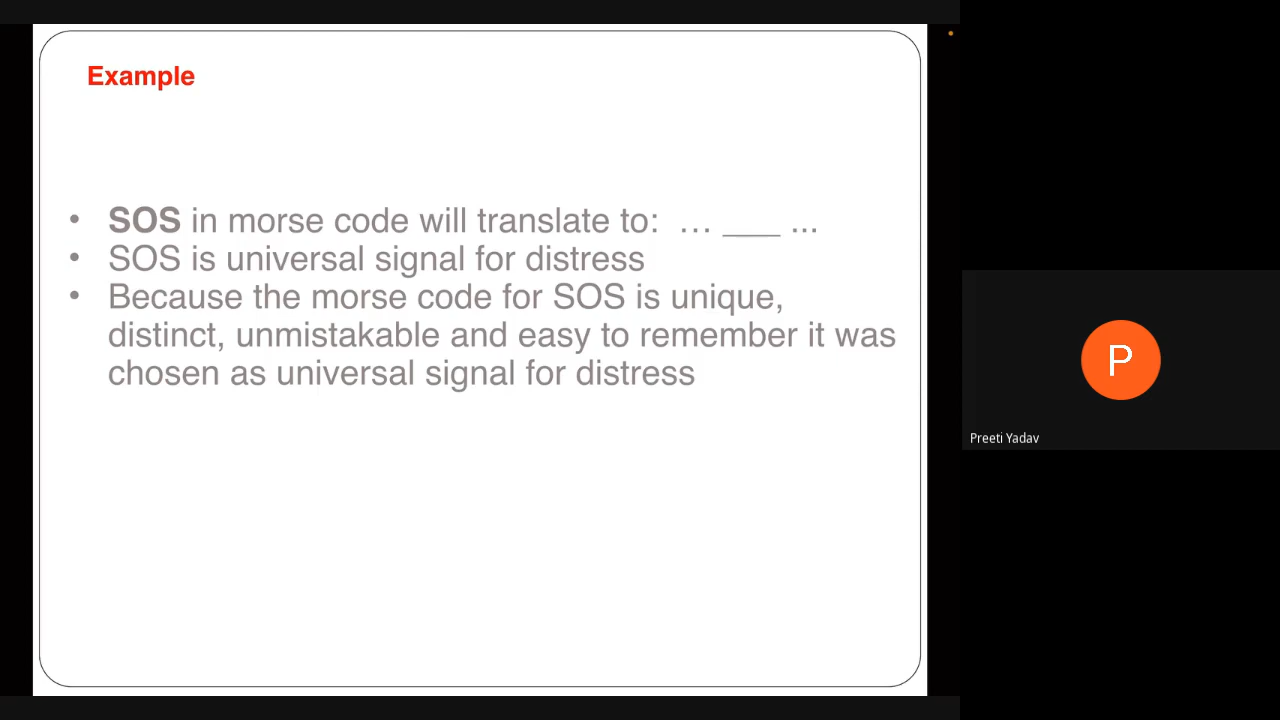 Example
• SOS in morse code will translate to: … ___ ...
• SOS is universal signal for distress
• Because the morse code for SOS is unique,
distinct, unmistakable and easy to remember it was
chosen as universal signal for distress
P
Preeti Yadav